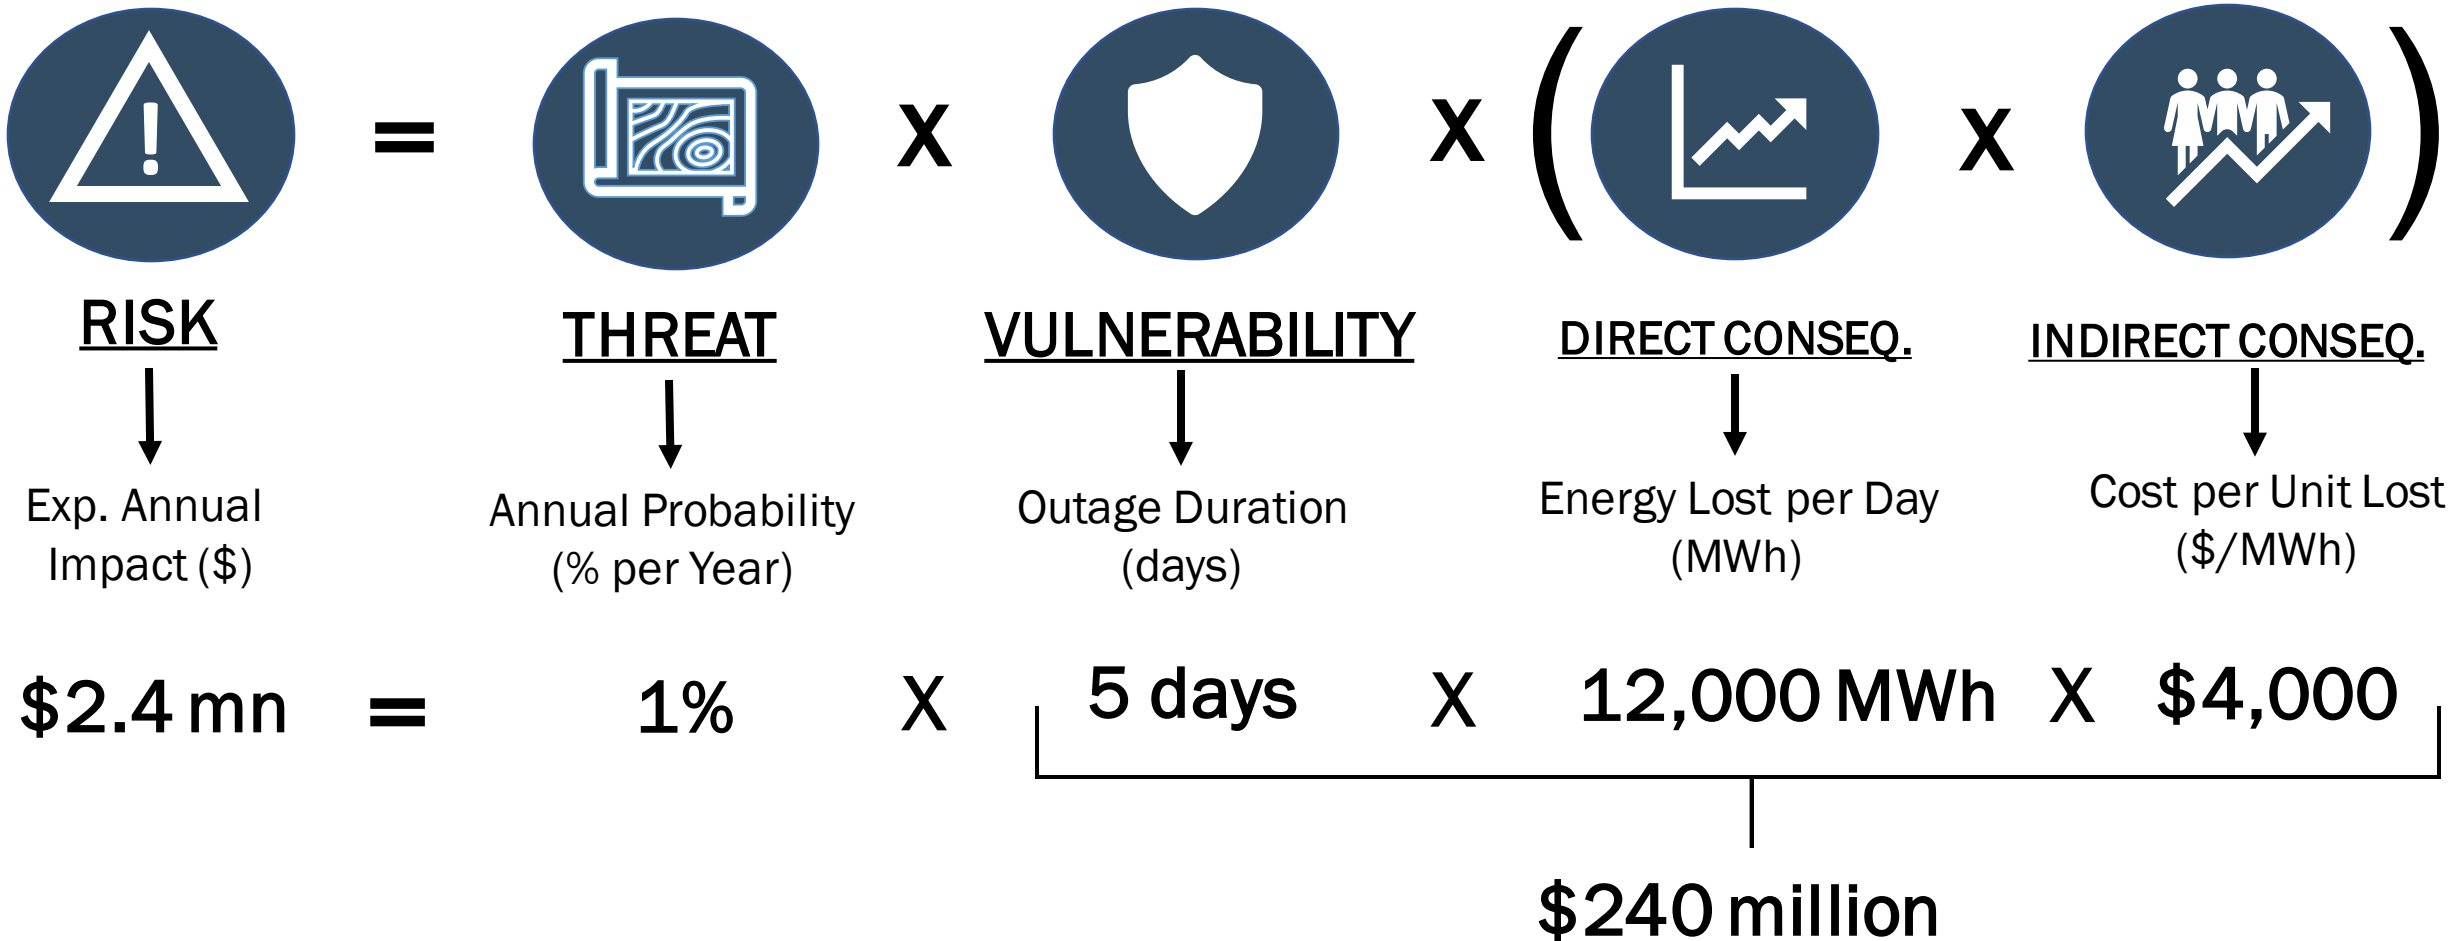 ! = X X ( X )
RISK THREAT VULNERABILITY DIRECT CONSEQ. INDIRECT CONSEQ.
Exp. Annual
Impact ($)
Annual Probability
(% per Year)
Outage Duration
(days)
Energy Lost per Day
(MWh)
Cost per Unit Lost
($/MWh)
$2.4 mn = 1% X 5 days X 12,000 MWh X $4,000
$240 million